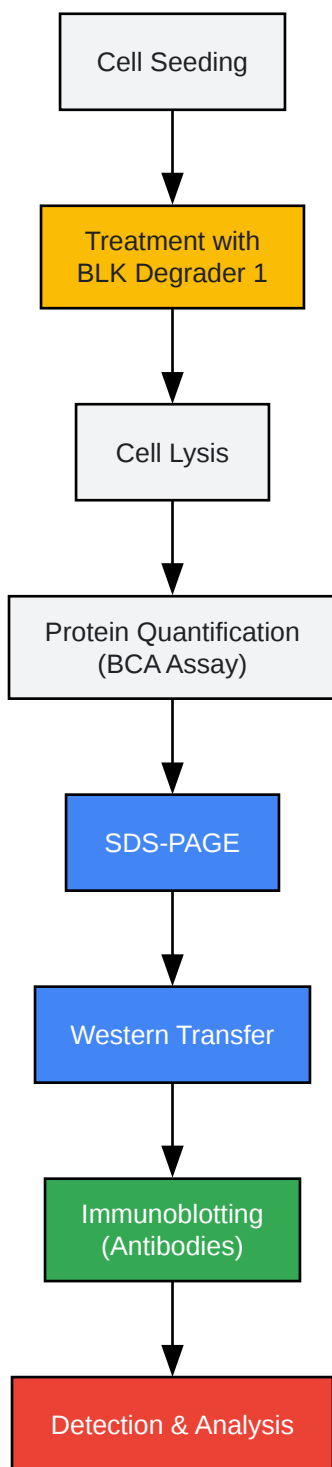 Cell Seeding
Treatment with
BLK Degrader 1
Cell Lysis
Protein Quantification
(BCA Assay)
SDS-PAGE
Western Transfer
Immunoblotting
(Antibodies)
Detection & Analysis